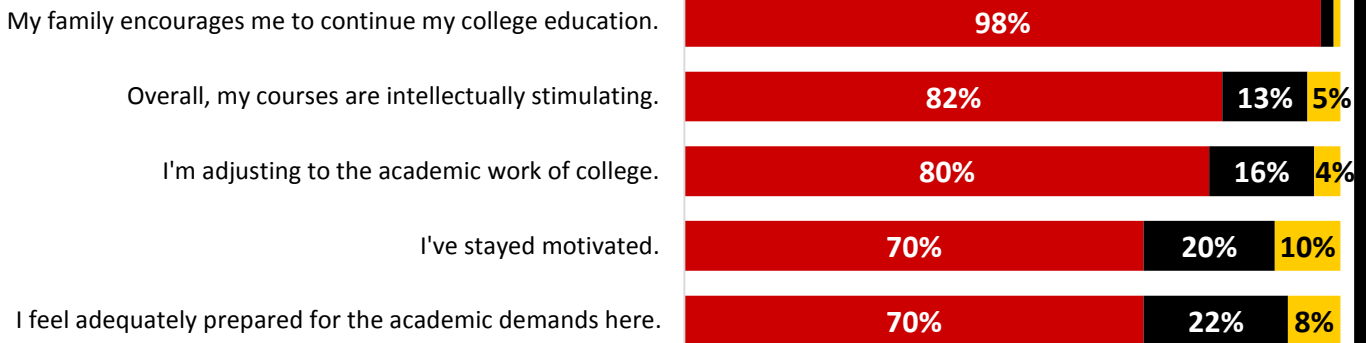 My family encourages me to continue my college education. 98%
Overall, my courses are intellectually stimulating. 82% 13% 5%
I'm adjusting to the academic work of college. 80% 16% 4%
I've stayed motivated. 70% 20% 10%
I feel adequately prepared for the academic demands here. 70% 22% 8%